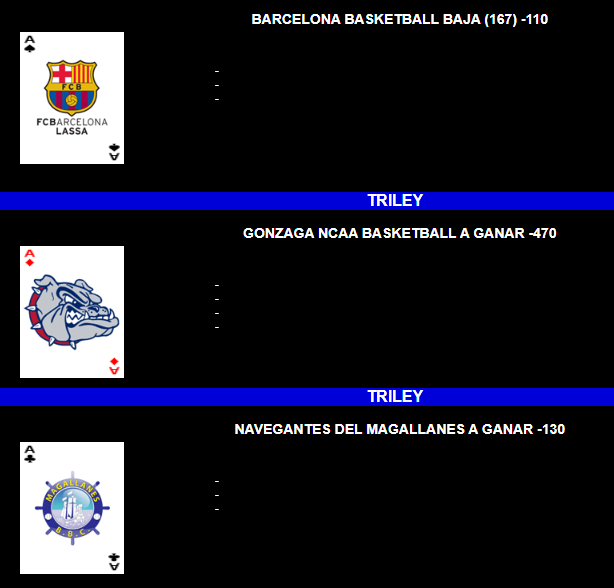 BARCELONA BASKETBALL BAJA (167) -110
A
FCB
FCBARCELONA
LASSA
A
-
-
-
TRILEY
GONZAGA NCAA BASKETBALL A GANAR -470
A
A
-
-
-
-
TRILEY
NAVEGANTES DEL MAGALLANES A GANAR -130
A
MAGALLANES
B.B.C.
A
-
-
-